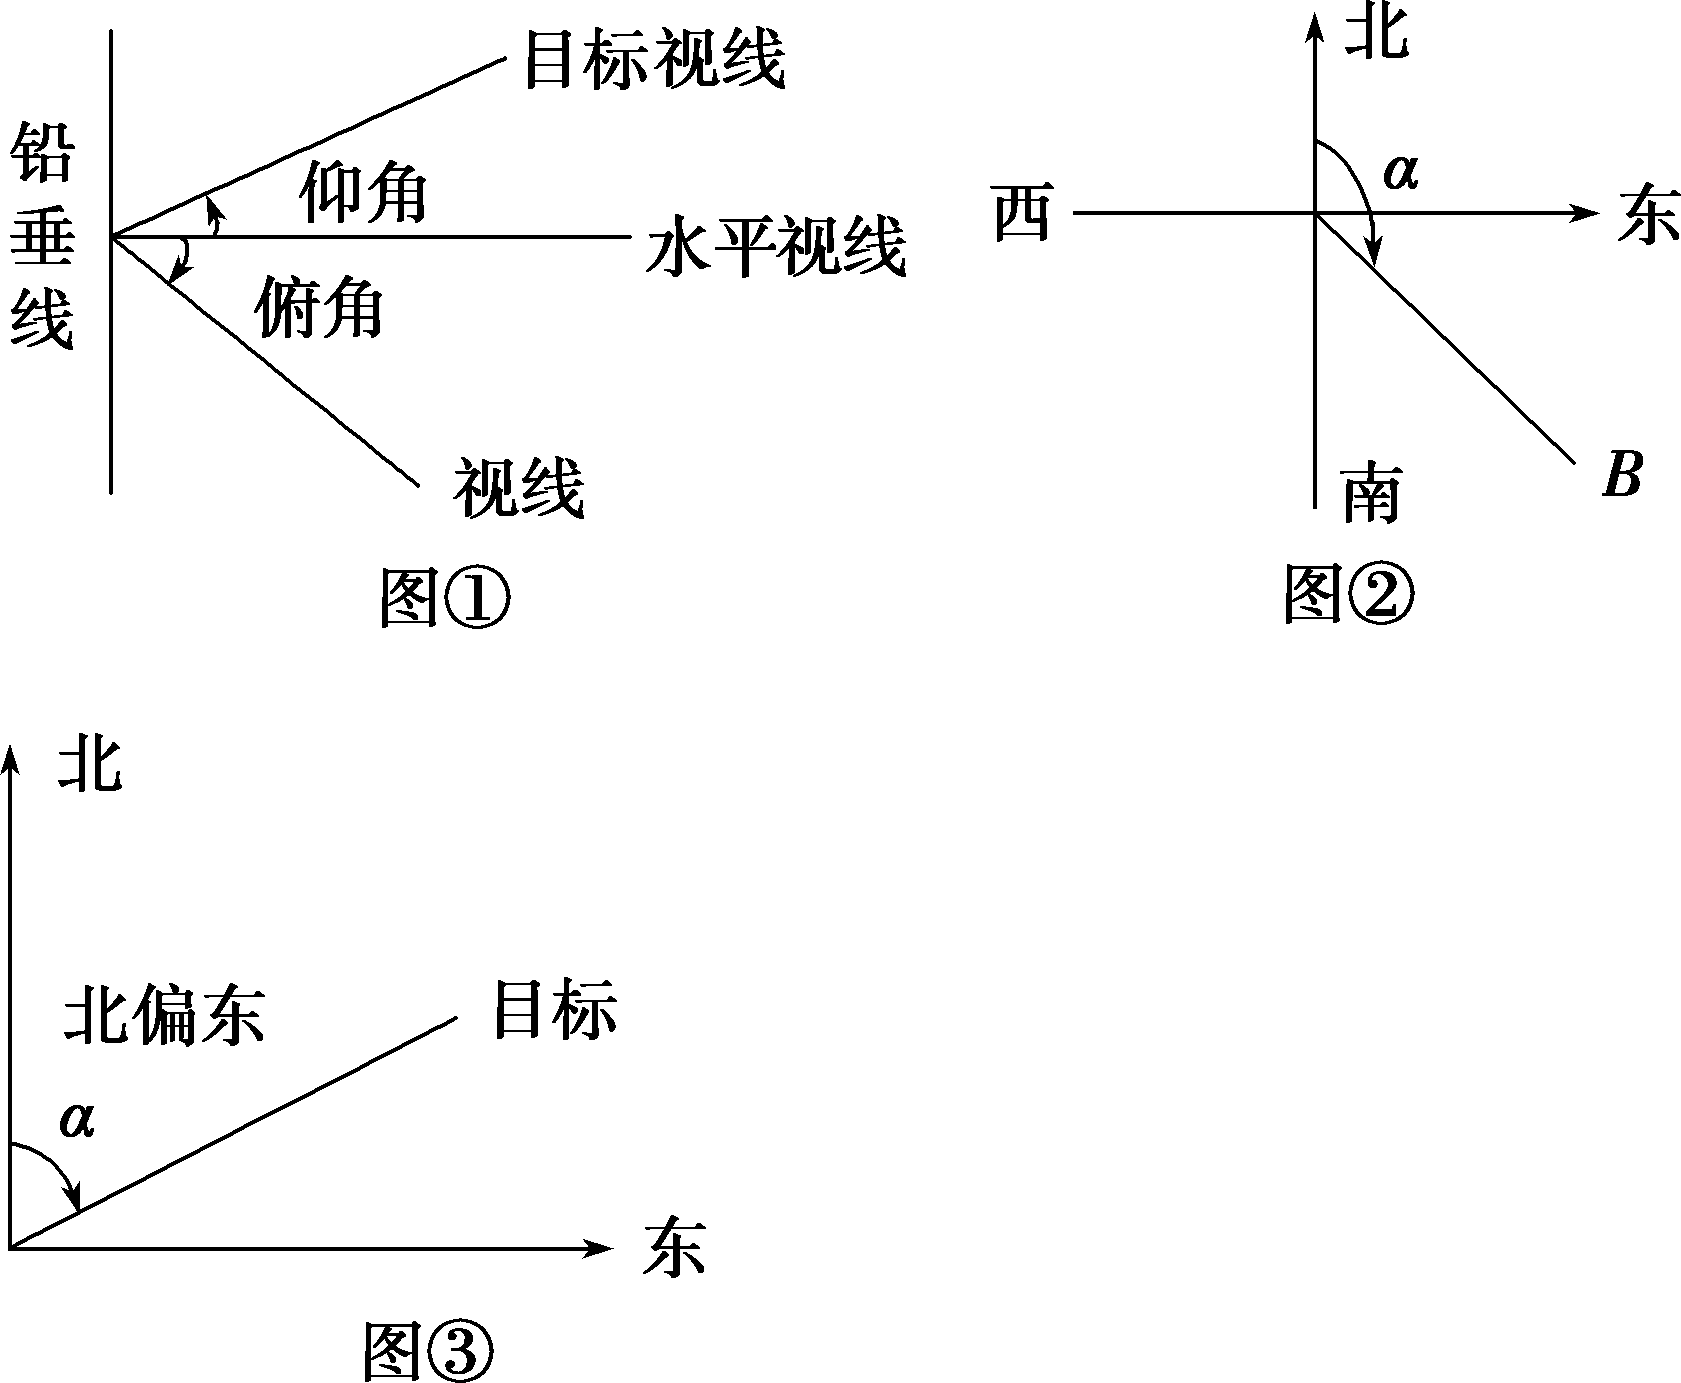 目标视线
铅垂线
仰角
水平视线
俯角
视线
图①
北
α
西
东
南
B
图②
北
北偏东
目标
α
东
图③